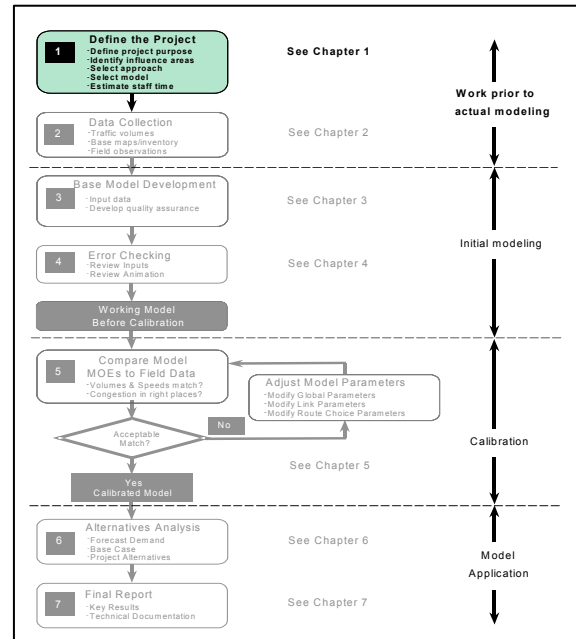 1
Define the Project
-Define project purpose
-Identify influence areas
-Select approach
-Select model
-Estimate staff time
See Chapter 1
Work prior to
actual modeling
2
Data Collection
-Traffic volumes
-Base maps/inventory
-Field observations
See Chapter 2
3
Base Model Development
-Input data
-Develop quality assurance
See Chapter 3
Initial modeling
4
Error Checking
-Review Inputs
-Review Animation
See Chapter 4
Working Model
Before Calibration
5
Compare Model
MOEs to Field Data
-Volumes & Speeds match?
-Congestion in right places?
Adjust Model Parameters
-Modify Global Parameters
-Modify Link Parameters
-Modify Route Choice Parameters
Acceptable
Match?
No
Calibration
See Chapter 5
Yes
Calibrated Model
6
Alternatives Analysis
-Forecast Demand
-Base Case
-Project Alternatives
See Chapter 6
Model
Application
7
Final Report
-Key Results
-Technical Documentation
See Chapter 7